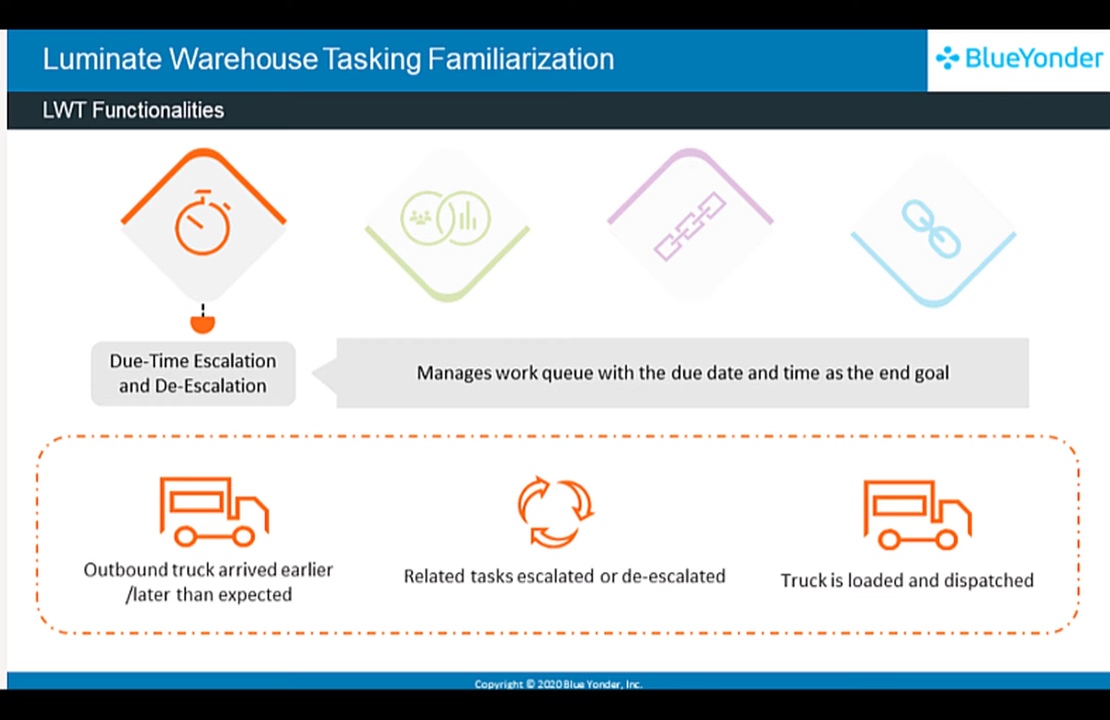 Luminate Warehouse Tasking Familiarization
BlueYonder
LWT Functionalities
Due-Time Escalation
and De-Escalation
Manages work queue with the due date and time as the end goal
Outbound truck arrived earlier
/later than expected
Related tasks escalated or de-escalated
Truck is loaded and dispatched
Copyright © 2020 Blue Yonder, Inc.